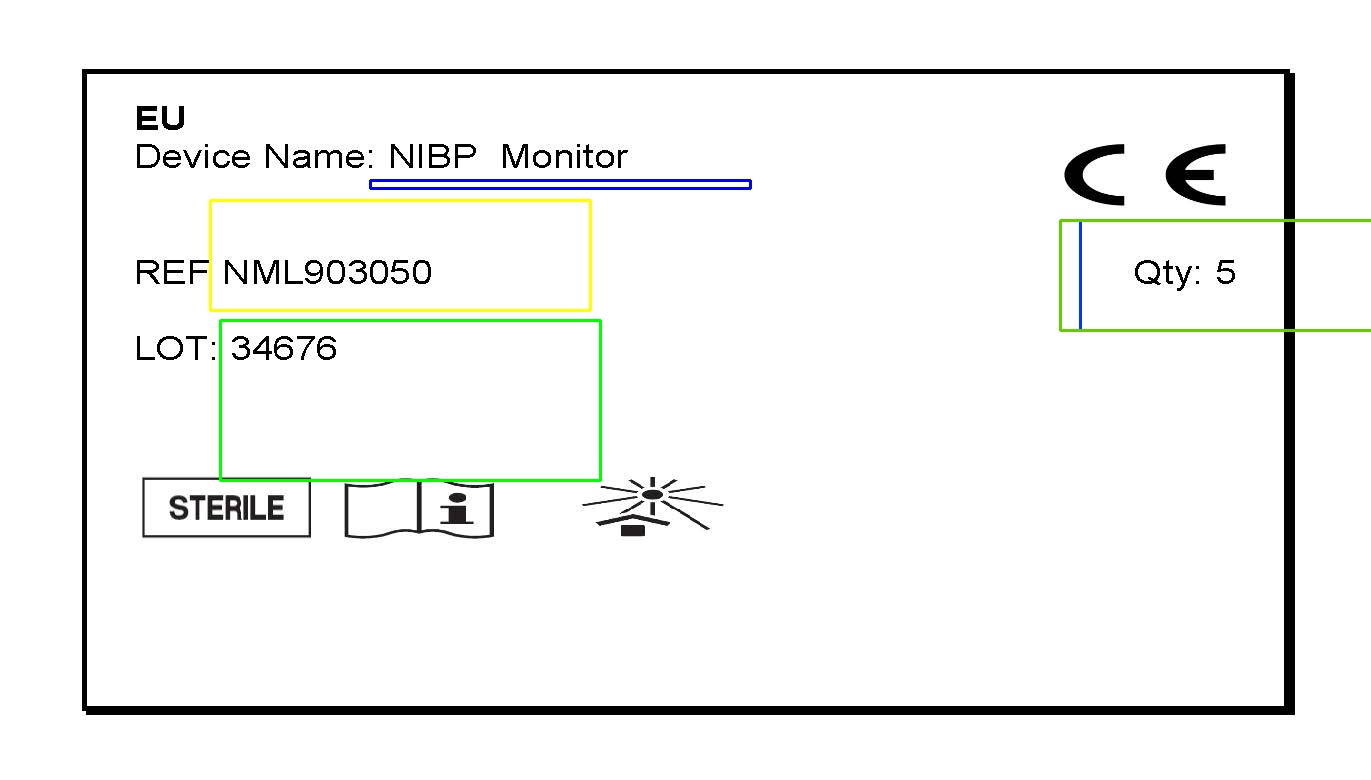 EU
Device Name: NIBP Monitor
CE
REF NML903050
Qty: 5
LOT: 34676
STERILE
i